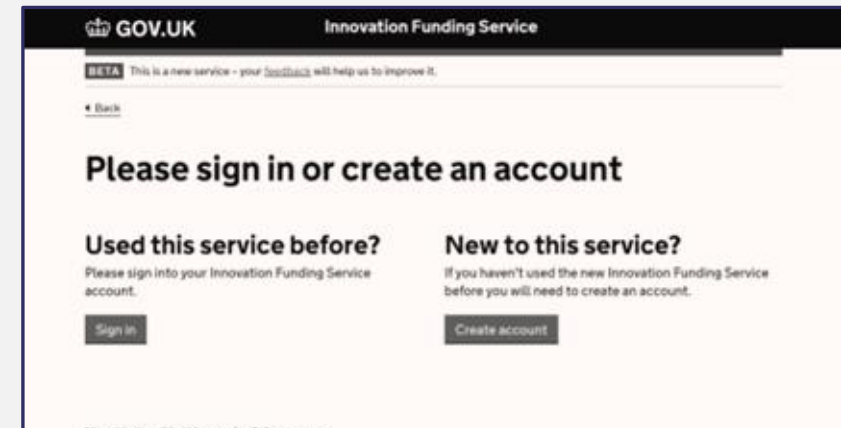 GOV.UK
Innovation Funding Service
BETA This is a new service – your feedback will help us to improve it.
Back
Please sign in or create an account
Used this service before?
Please sign into your Innovation Funding Service
account.
Sign in
New to this service?
If you haven't used the new Innovation Funding Service
before you will need to create an account.
Create account